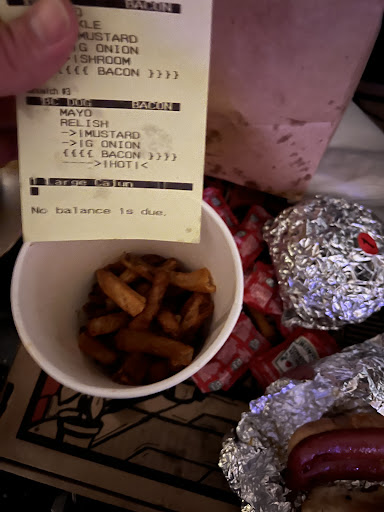 BACON
KLE
MUSTARD
|G ONION
|SHROOM
{{{{ BACON }}}}
#3
BC DOG BACON
MAYO
RELISH
->|MUSTARD
->|G ONION
{{{{ BACON }}}}
---->|HOT|<
1 Large Cajun
No balance is due.